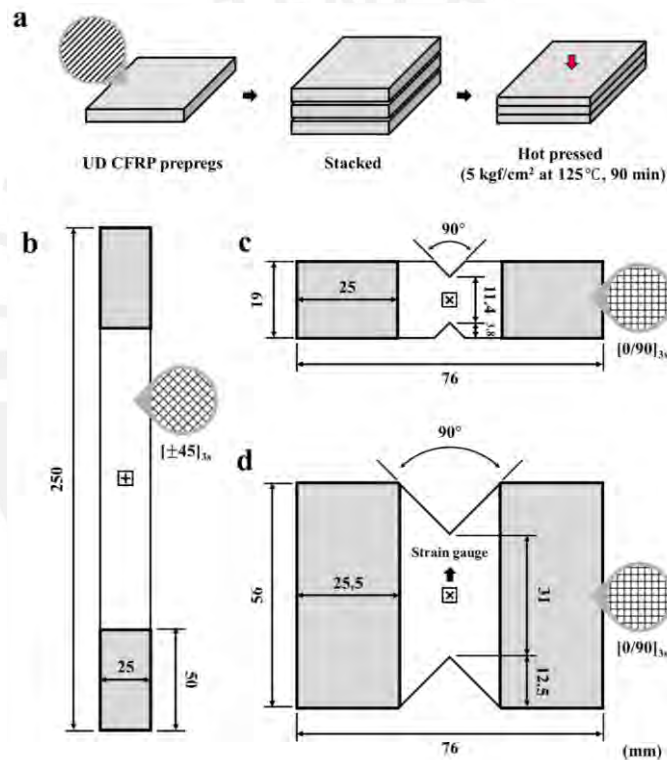 a
UD CFRP prepregs
Stacked
Hot pressed
(5 kgf/cm² at 125℃, 90 min)
b
250
[±45]₃ₛ
25
50
c
90°
19
25
11.4
3.8
[0/90]₃ₛ
76
d
90°
56
Strain gauge
25.5
31
12.5
[0/90]₃ₛ
76
(mm)